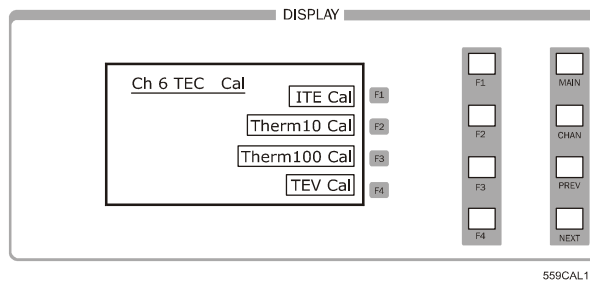 DISPLAY
Ch 6 TEC Cal
ITE Cal F1
Therm10 Cal F2
Therm100 Cal F3
TEV Cal F4
F1 MAIN
F2 CHAN
F3 PREV
F4 NEXT
559CAL1